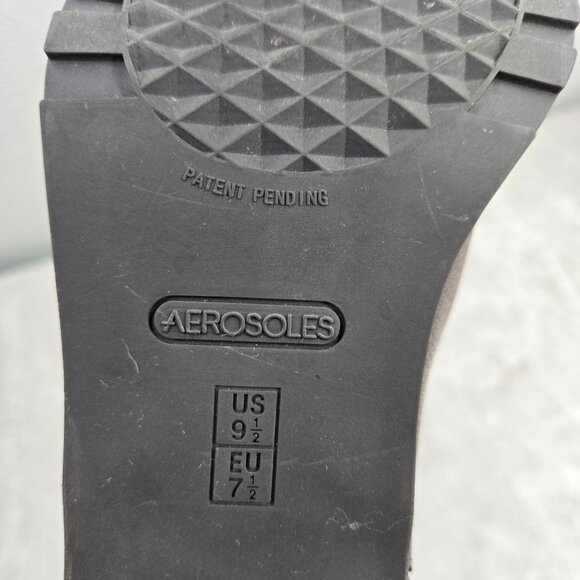 PATENT PENDING
AEROSOLES
US
9 1/2
EU
7 1/2